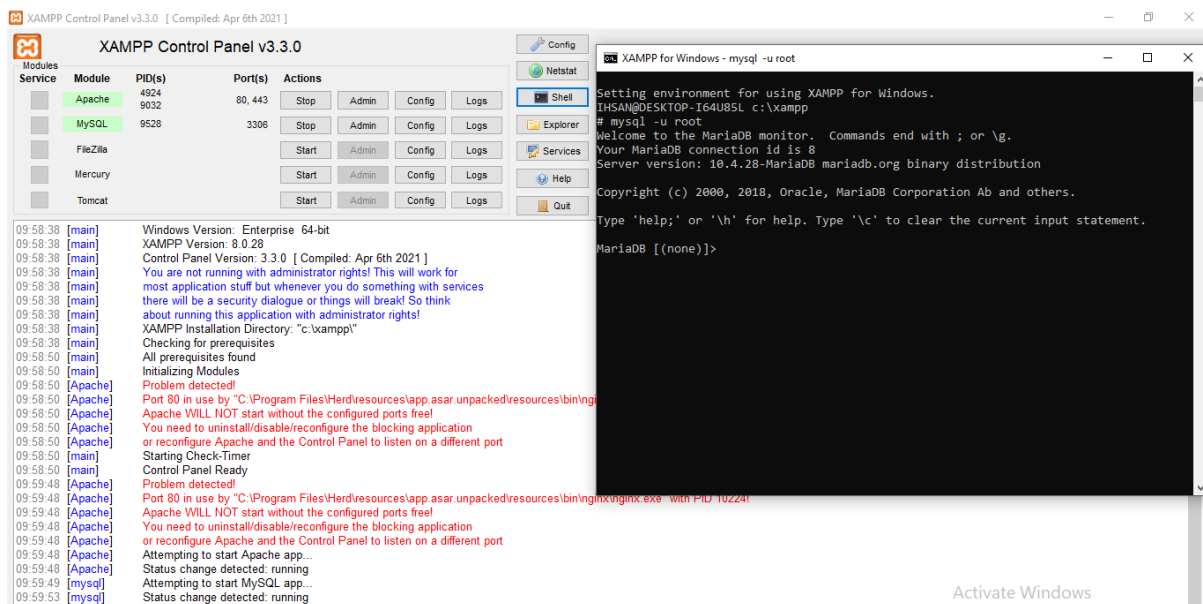 XAMPP Control Panel v3.3.0 [ Compiled: Apr 6th 2021 ]
XAMPP Control Panel v3.3.0
Modules
Service Module PID(s) Port(s) Actions
Apache 4924 9032 80, 443 Stop Admin Config Logs
MySQL 9528 3306 Stop Admin Config Logs
FileZilla Start Admin Config Logs
Mercury Start Admin Config Logs
Tomcat Start Admin Config Logs
Config
Netstat
Shell
Explorer
Services
Help
Quit
09:58:38 [main] Windows Version: Enterprise 64-bit
09:58:38 [main] XAMPP Version: 8.0.28
09:58:38 [main] Control Panel Version: 3.3.0 [ Compiled: Apr 6th 2021 ]
09:58:38 [main] You are not running with administrator rights! This will work for
09:58:38 [main] most application stuff but whenever you do something with services
09:58:38 [main] there will be a security dialogue or things will break! So think
09:58:38 [main] about running this application with administrator rights!
09:58:38 [main] XAMPP Installation Directory: "c:\xampp\"
09:58:38 [main] Checking for prerequisites
09:58:50 [main] All prerequisites found
09:58:50 [main] Initializing Modules
09:58:50 [Apache] Problem detected!
09:58:50 [Apache] Port 80 in use by "C:\Program Files\Herd\resources\app.asar.unpacked\resources\bin\ngi
09:58:50 [Apache] Apache WILL NOT start without the configured ports free!
09:58:50 [Apache] You need to uninstall/disable/reconfigure the blocking application
09:58:50 [Apache] or reconfigure Apache and the Control Panel to listen on a different port
09:58:50 [main] Starting Check-Timer
09:58:50 [main] Control Panel Ready
09:59:48 [Apache] Problem detected!
09:59:48 [Apache] Port 80 in use by "C:\Program Files\Herd\resources\app.asar.unpacked\resources\bin\nginx\nginx.exe" with PID 10224!
09:59:48 [Apache] Apache WILL NOT start without the configured ports free!
09:59:48 [Apache] You need to uninstall/disable/reconfigure the blocking application
09:59:48 [Apache] or reconfigure Apache and the Control Panel to listen on a different port
09:59:48 [Apache] Attempting to start Apache app...
09:59:48 [Apache] Status change detected: running
09:59:49 [mysql] Attempting to start MySQL app...
09:59:53 [mysql] Status change detected: running
XAMPP for Windows - mysql -u root
Setting environment for using XAMPP for Windows.
IHSAN@DESKTOP-I64U85L c:\xampp
# mysql -u root
Welcome to the MariaDB monitor. Commands end with ; or \g.
Your MariaDB connection id is 8
Server version: 10.4.28-MariaDB mariadb.org binary distribution
Copyright (c) 2000, 2018, Oracle, MariaDB Corporation Ab and others.
Type 'help;' or '\h' for help. Type '\c' to clear the current input statement.
MariaDB [(none)]>
Activate Windows